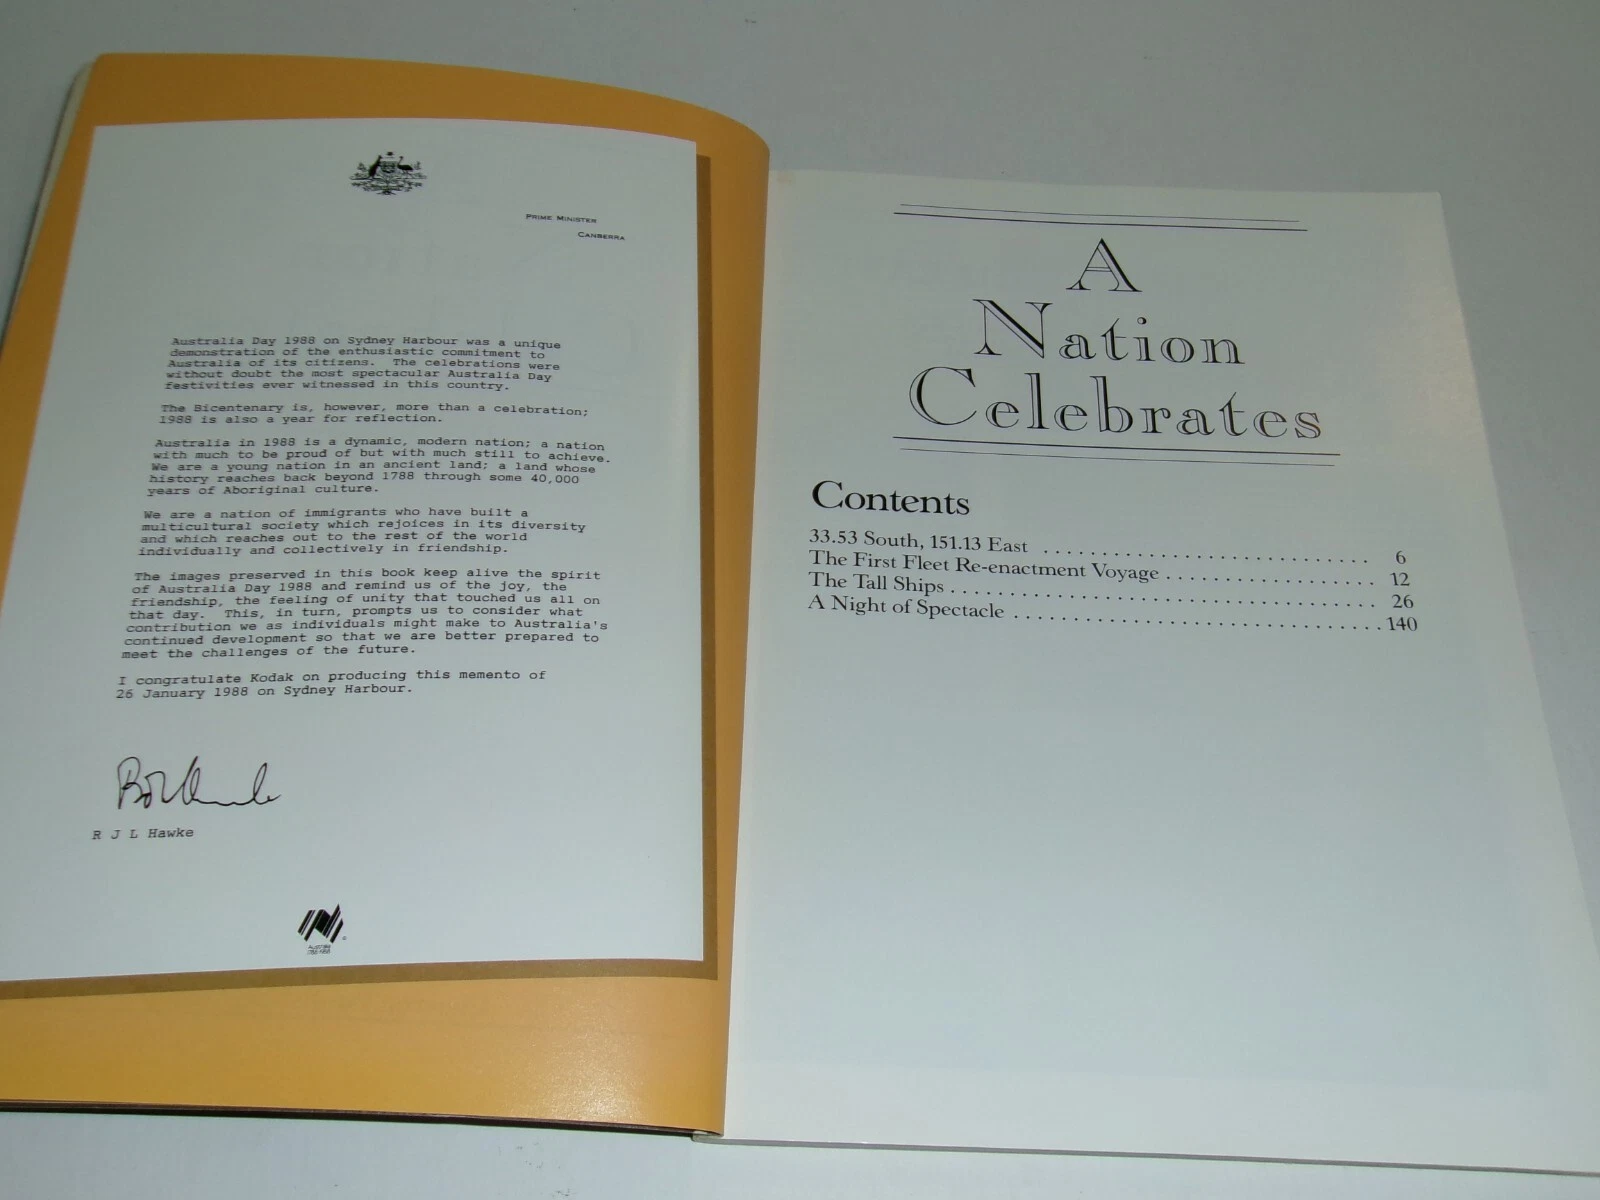 PRIME MINISTER
CANBERRA
Australia Day 1988 on Sydney Harbour was a unique
demonstration of the enthusiastic commitment to
Australia of its citizens. The celebrations were
without doubt the most spectacular Australia Day
festivities ever witnessed in this country.
The Bicentenary is, however, more than a celebration;
1988 is also a year for reflection.
Australia in 1988 is a dynamic, modern nation; a nation
with much to be proud of but with much still to achieve.
We are a young nation in an ancient land; a land whose
history reaches back beyond 1788 through some 40,000
years of Aboriginal culture.
We are a nation of immigrants who have built a
multicultural society which rejoices in its diversity
and which reaches out to the rest of the world
individually and collectively in friendship.
The images preserved in this book keep alive the spirit
of Australia Day 1988 and remind us of the joy, the
friendship, the feeling of unity that touched us all on
that day. This, in turn, prompts us to consider what
contribution we as individuals might make to Australia's
continued development so that we are better prepared to
meet the challenges of the future.
I congratulate Kodak on producing this memento of
26 January 1988 on Sydney Harbour.
Bob Hawke
R J L Hawke
AUSTRALIA
1788-1988
A
Nation
Celebrates
Contents
33.53 South, 151.13 East ............................ 6
The First Fleet Re-enactment Voyage .................. 12
The Tall Ships .................................... 26
A Night of Spectacle ............................... 140